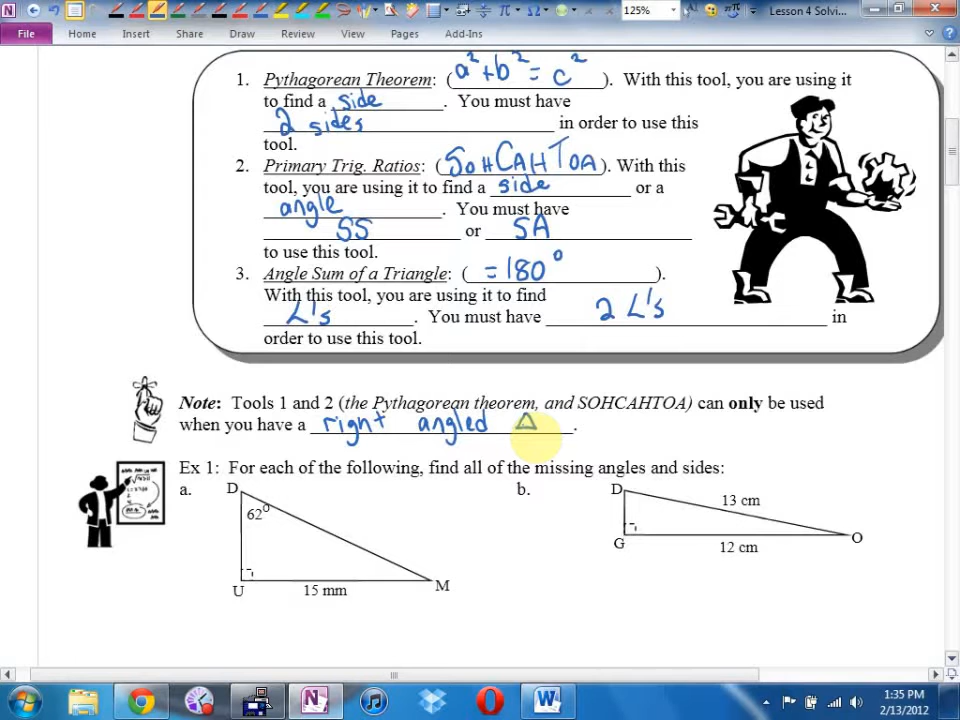 125%
Lesson 4 Solvi...
File Home Insert Share Draw Review View Pages Add-Ins
1. Pythagorean Theorem: (a²+b²=c²). With this tool, you are using it
to find a side. You must have
2 sides in order to use this
tool.
2. Primary Trig. Ratios: (SOH CAH TOA). With this
tool, you are using it to find a side or a
angle. You must have
SS or SA
to use this tool.
3. Angle Sum of a Triangle: (=180°).
With this tool, you are using it to find
∠'s. You must have 2 ∠'s in
order to use this tool.
Note: Tools 1 and 2 (the Pythagorean theorem, and SOHCAHTOA) can only be used
when you have a right angled Δ.
Ex 1: For each of the following, find all of the missing angles and sides:
a. b.
D
62°
U
15 mm
M
D
13 cm
G
12 cm
O
1:35 PM
2/13/2012